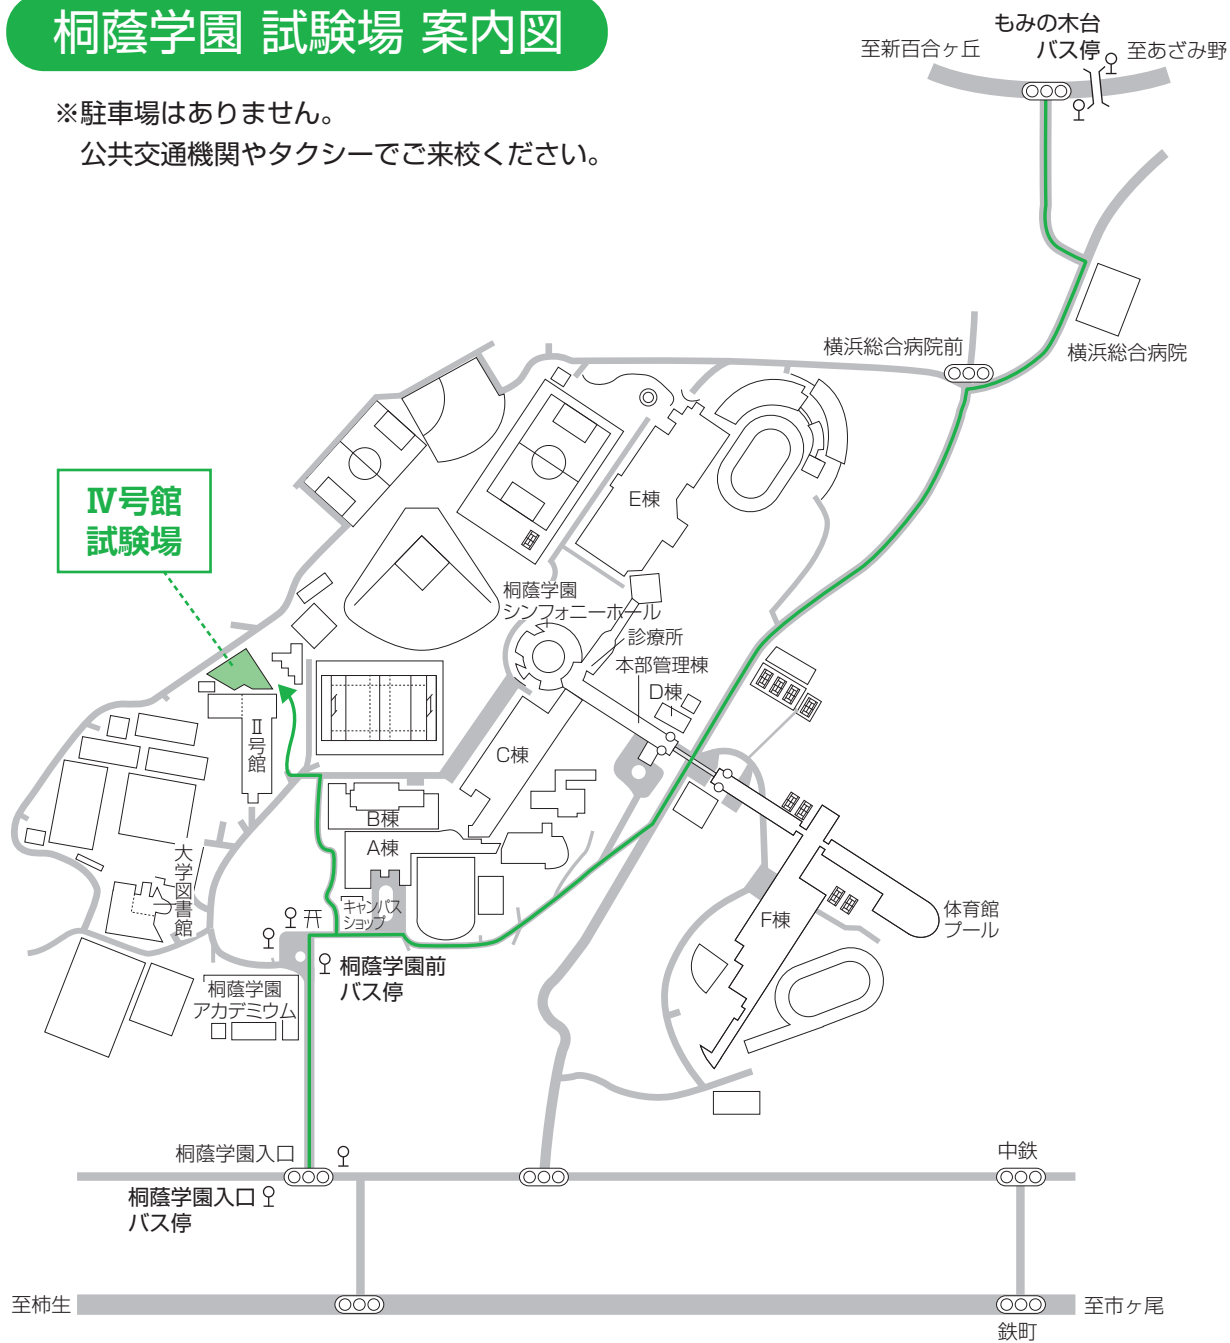 桐蔭学園 試験場 案内図
※駐車場はありません。
公共交通機関やタクシーでご来校ください。
もみの木台
バス停
至新百合ヶ丘
至あざみ野
横浜総合病院前
横浜総合病院
Ⅳ号館
試験場
E棟
桐蔭学園
シンフォニーホール
診療所
本部管理棟
D棟
Ⅱ号館
C棟
B棟
A棟
大学図書館
キャンパス
ショップ
F棟
体育館
プール
桐蔭学園前
バス停
桐蔭学園
アカデミウム
桐蔭学園入口
中鉄
桐蔭学園入口
バス停
至柿生
至市ヶ尾
鉄町